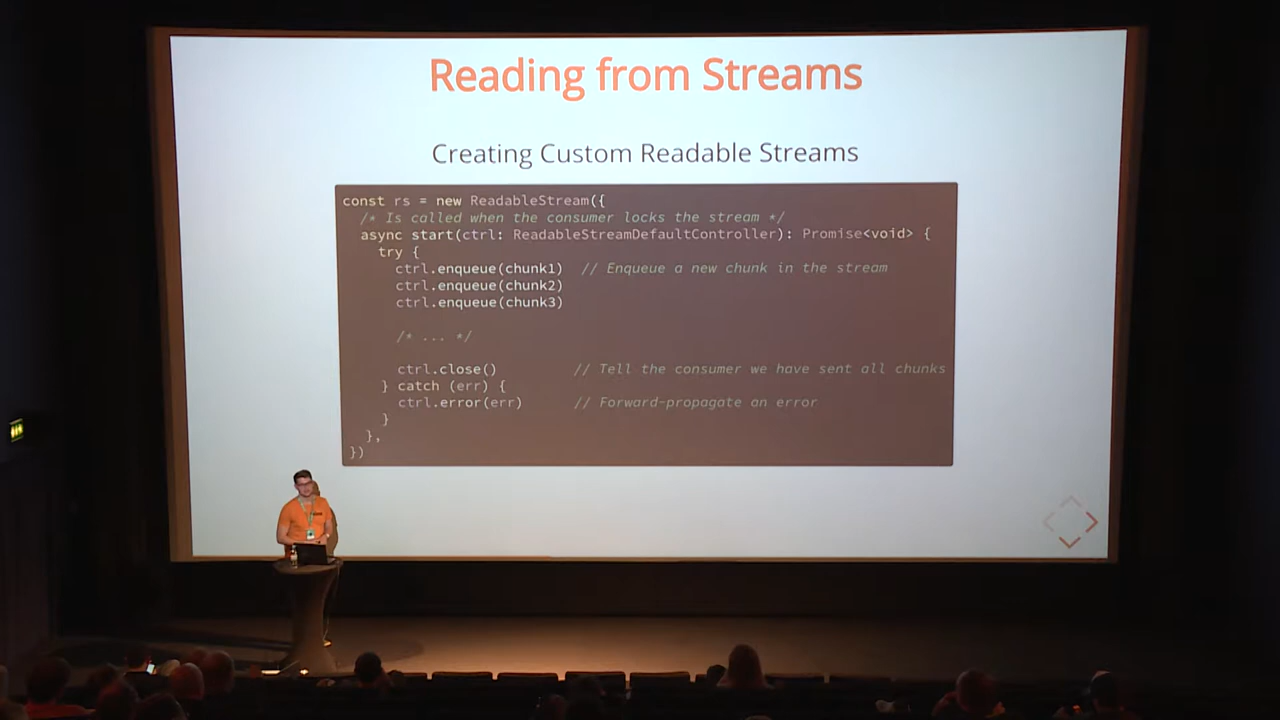 Reading from Streams
Creating Custom Readable Streams
const rs = new ReadableStream({
/* Is called when the consumer locks the stream */
async start(ctrl: ReadableStreamDefaultController): Promise<void> {
try {
ctrl.enqueue(chunk1) // Enqueue a new chunk in the stream
ctrl.enqueue(chunk2)
ctrl.enqueue(chunk3)
/* ... */
ctrl.close() // Tell the consumer we have sent all chunks
} catch (err) {
ctrl.error(err) // Forward-propagate an error
}
},
})